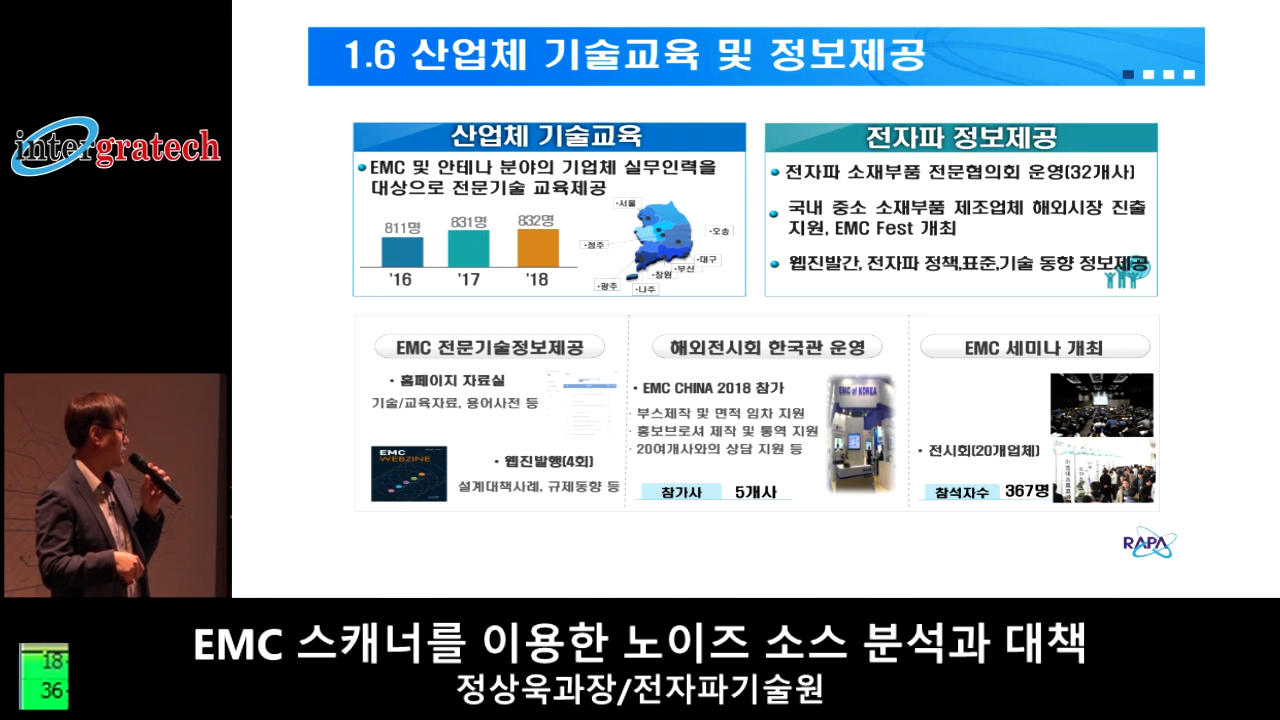 1.6 산업체 기술교육 및 정보제공
intergratech
산업체 기술교육
EMC 및 안테나 분야의 기업체 실무인력을
대상으로 전문기술 교육제공
811명
831명
832명
'16
'17
'18
•서울
•오송
•청주
•대구
•부산
•창원
•광주
•나주
전자파 정보제공
전자파 소재부품 전문협의회 운영(32개사)
국내 중소 소재부품 제조업체 해외시장 진출
지원, EMC Fest 개최
웹진발간, 전자파 정책,표준,기술 동향 정보제공
EMC 전문기술정보제공
• 홈페이지 자료실
기술/교육자료, 용어사전 등
EMC
WEBZINE
• 웹진발행(4회)
설계대책사례, 규제동향 등
해외전시회 한국관 운영
• EMC CHINA 2018 참가
· 부스제작 및 면적 임차 지원
· 홍보브로셔 제작 및 통역 지원
· 20여개사와의 상담 지원 등
EMC of KOREA
참가사 5개사
EMC 세미나 개최
• 전시회(20개업체)
참석자수 367명
RAPA
EMC 스캐너를 이용한 노이즈 소스 분석과 대책
정상욱과장/전자파기술원
18
36